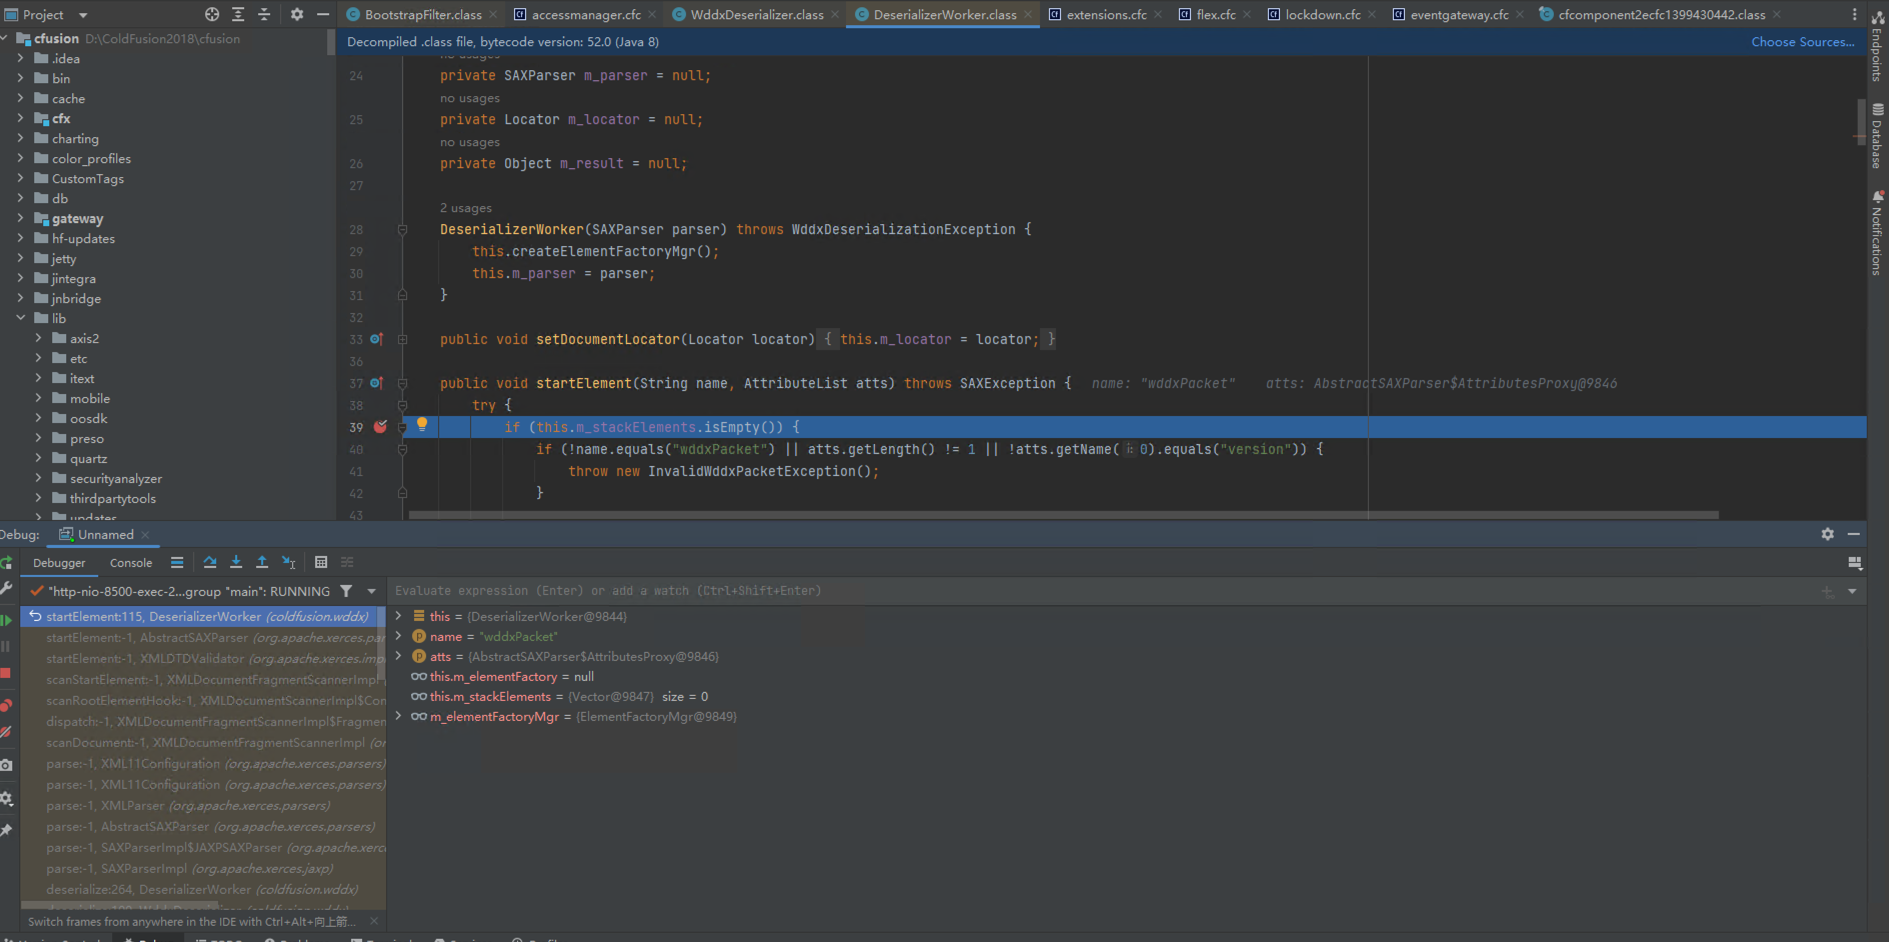 Project
BootstrapFilter.class
accessmanager.cfc
WddxDeserializer.class
DeserializerWorker.class
extensions.cfc
flex.cfc
lockdown.cfc
eventgateway.cfc
cfcomponent2ecfc1399430442.class
cfusion D:\ColdFusion2018\cfusion
.idea
bin
cache
cfx
charting
color_profiles
CustomTags
db
gateway
hf-updates
jetty
jintegra
jnbridge
lib
axis2
etc
itext
mobile
oosdk
preso
quartz
securityanalyzer
thirdpartytools
updates
Decompiled .class file, bytecode version: 52.0 (Java 8)
Choose Sources...
no usages
24 private SAXParser m_parser = null;
no usages
25 private Locator m_locator = null;
no usages
26 private Object m_result = null;
27
2 usages
28 DeserializerWorker(SAXParser parser) throws WddxDeserializationException {
29 this.createElementFactoryMgr();
30 this.m_parser = parser;
31 }
32
33 public void setDocumentLocator(Locator locator) { this.m_locator = locator; }
36
37 public void startElement(String name, AttributeList atts) throws SAXException { name: "wddxPacket" atts: AbstractSAXParser$AttributesProxy@9846
38 try {
39 if (this.m_stackElements.isEmpty()) {
40 if (!name.equals("wddxPacket") || atts.getLength() != 1 || !atts.getName( i: 0).equals("version")) {
41 throw new InvalidWddxPacketException();
42 }
43
Endpoints
Database
Notifications
Debug: Unnamed
Debugger Console
"http-nio-8500-exec-2...group "main": RUNNING
startElement:115, DeserializerWorker (coldfusion.wddx)
startElement:-1, AbstractSAXParser (org.apache.xerces.par
startElement:-1, XMLDTDValidator (org.apache.xerces.impl
scanStartElement:-1, XMLDocumentFragmentScannerImpl
scanRootElementHook:-1, XMLDocumentScannerImpl$Con
dispatch:-1, XMLDocumentFragmentScannerImpl$Fragmen
scanDocument:-1, XMLDocumentFragmentScannerImpl (or
parse:-1, XML11Configuration (org.apache.xerces.parsers)
parse:-1, XML11Configuration (org.apache.xerces.parsers)
parse:-1, XMLParser (org.apache.xerces.parsers)
parse:-1, AbstractSAXParser (org.apache.xerces.parsers)
parse:-1, SAXParserImpl$JAXPSAXParser (org.apache.xerce
parse:-1, SAXParserImpl (org.apache.xerces.jaxp)
deserialize:264, DeserializerWorker (coldfusion.wddx)
Switch frames from anywhere in the IDE with Ctrl+Alt+向上箭...
Evaluate expression (Enter) or add a watch (Ctrl+Shift+Enter)
this = {DeserializerWorker@9844}
name = "wddxPacket"
atts = {AbstractSAXParser$AttributesProxy@9846}
this.m_elementFactory = null
this.m_stackElements = {Vector@9847} size = 0
m_elementFactoryMgr = {ElementFactoryMgr@9849}